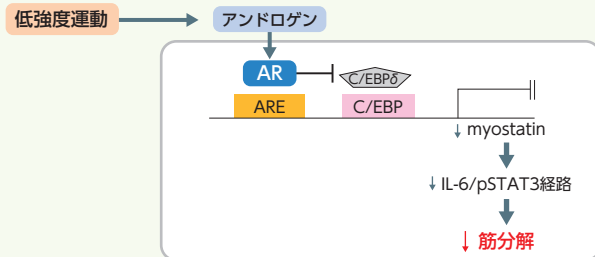 低強度運動
アンドロゲン
AR
C/EBPδ
ARE
C/EBP
↓ myostatin
↓ IL-6/pSTAT3経路
↓ 筋分解